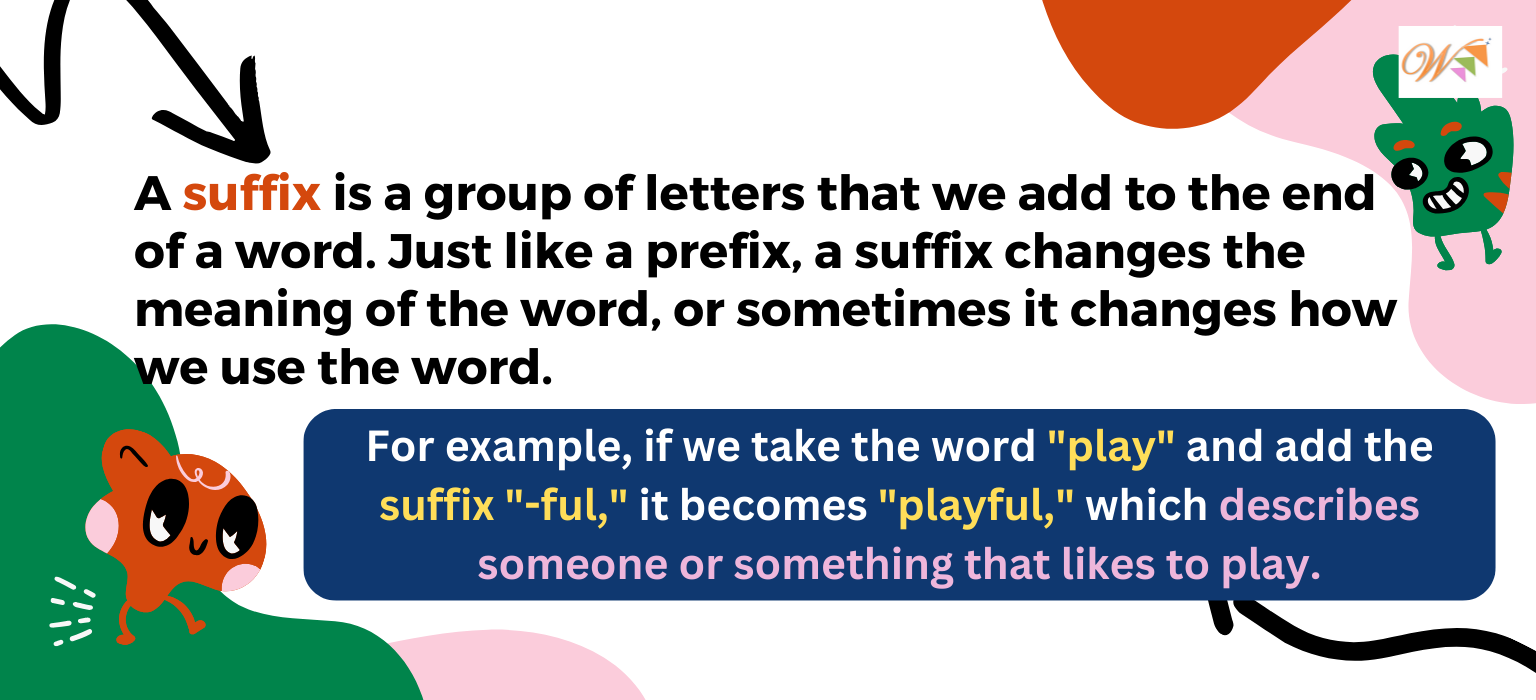 W
A suffix is a group of letters that we add to the end
of a word. Just like a prefix, a suffix changes the
meaning of the word, or sometimes it changes how
we use the word.
For example, if we take the word "play" and add the
suffix "-ful," it becomes "playful," which describes
someone or something that likes to play.